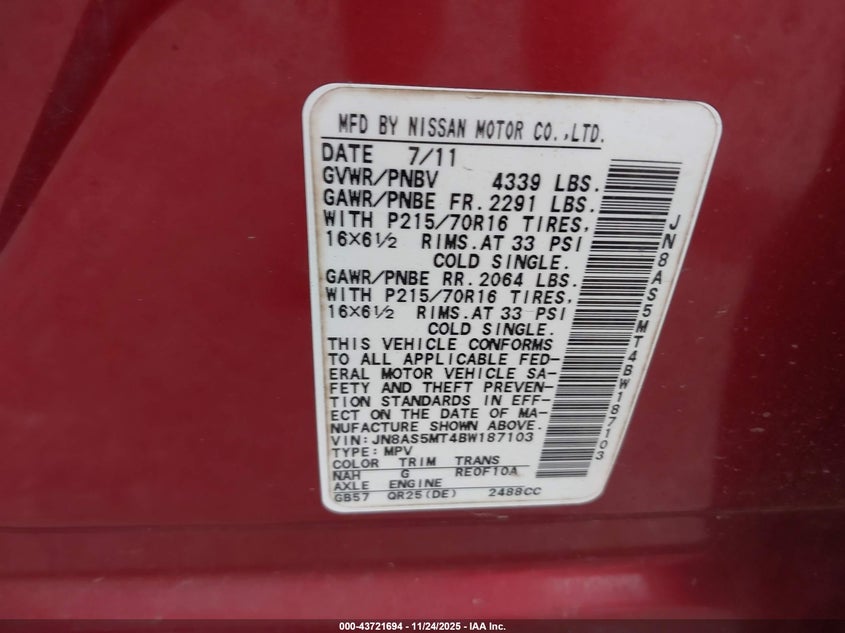 MFD BY NISSAN MOTOR CO.,LTD.
DATE 7/11
GVWR/PNBV 4339 LBS.
GAWR/PNBE FR.2291 LBS.
WITH P215/70R16 TIRES,
16×6½ RIMS.AT 33 PSI
COLD SINGLE.
GAWR/PNBE RR.2064 LBS.
WITH P215/70R16 TIRES,
16×6½ RIMS.AT 33 PSI
COLD SINGLE.
THIS VEHICLE CONFORMS
TO ALL APPLICABLE FED-
ERAL MOTOR VEHICLE SA-
FETY AND THEFT PREVEN-
TION STANDARDS IN EFF-
ECT ON THE DATE OF MA-
NUFACTURE SHOWN ABOVE.
VIN:JN8AS5MT4BW187103
TYPE:MPV
COLOR TRIM TRANS
NAH G RE0F10A
AXLE ENGINE
GB57 QR25(DE) 2488CC
JN8AS5MT4BW187103
000-43721694 - 11/24/2025 - IAA Inc.